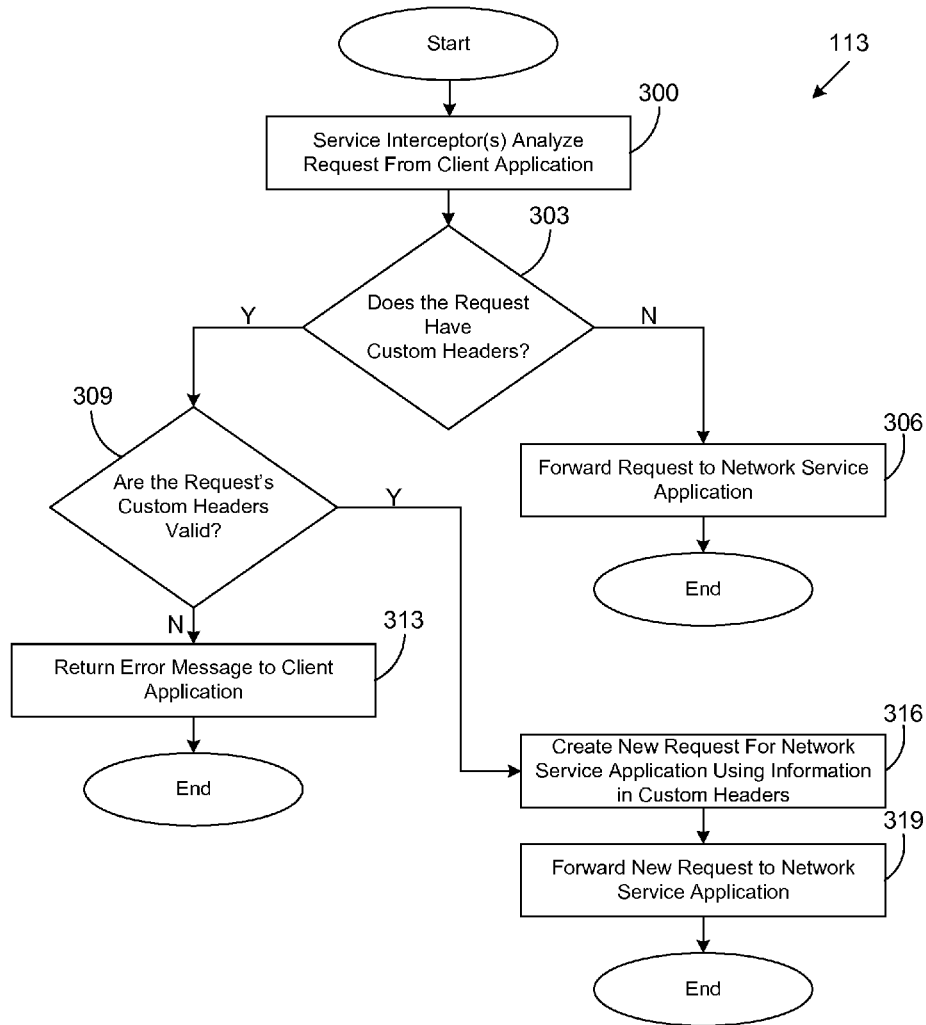 Start
113
300
Service Interceptor(s) Analyze
Request From Client Application
303
Does the Request
Have
Custom Headers?
Y
N
309
Are the Request's
Custom Headers
Valid?
Y
306
Forward Request to Network Service
Application
End
N
313
Return Error Message to Client
Application
End
316
Create New Request For Network
Service Application Using Information
in Custom Headers
319
Forward New Request to Network
Service Application
End